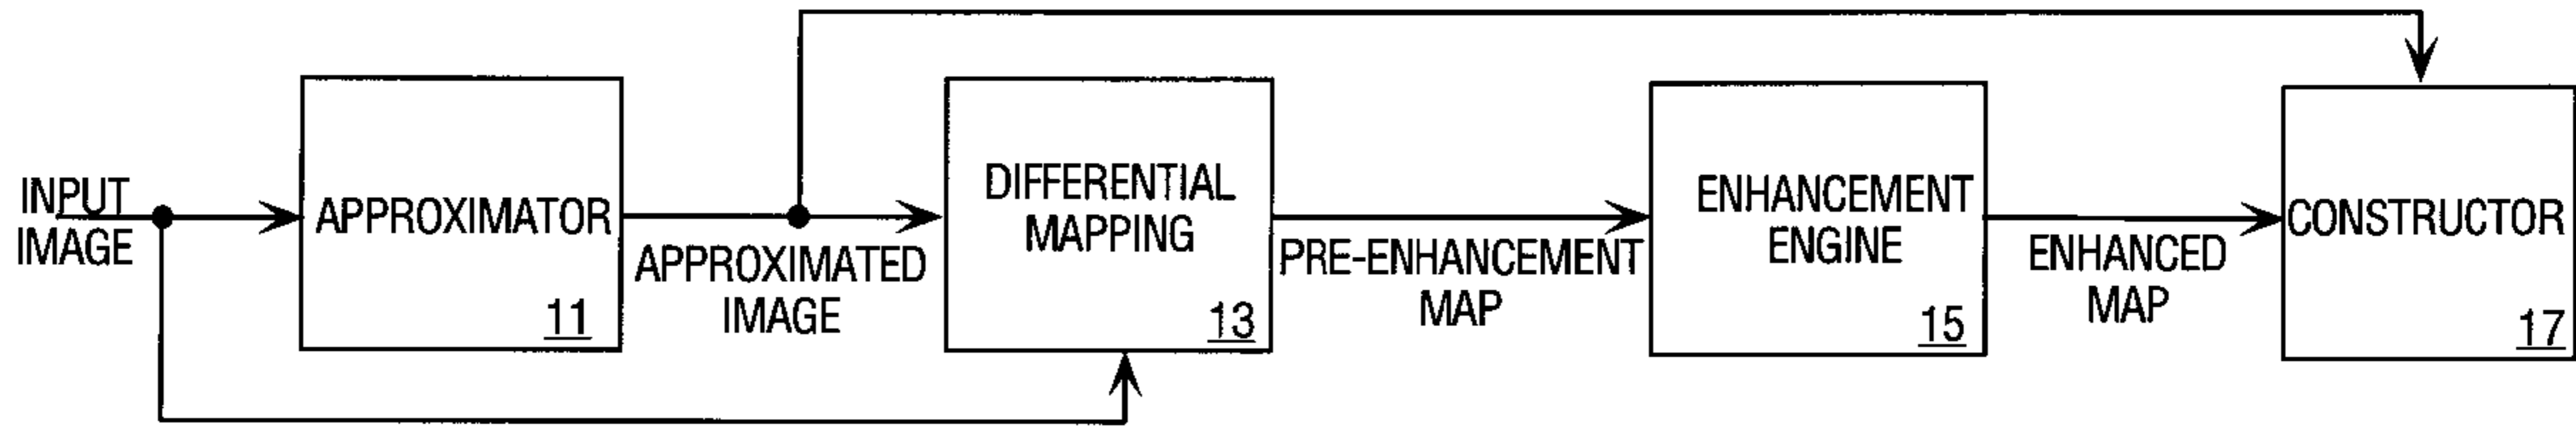 INPUT
IMAGE
APPROXIMATOR
11
APPROXIMATED
IMAGE
DIFFERENTIAL
MAPPING
13
PRE-ENHANCEMENT
MAP
ENHANCEMENT
ENGINE
15
ENHANCED
MAP
CONSTRUCTOR
17